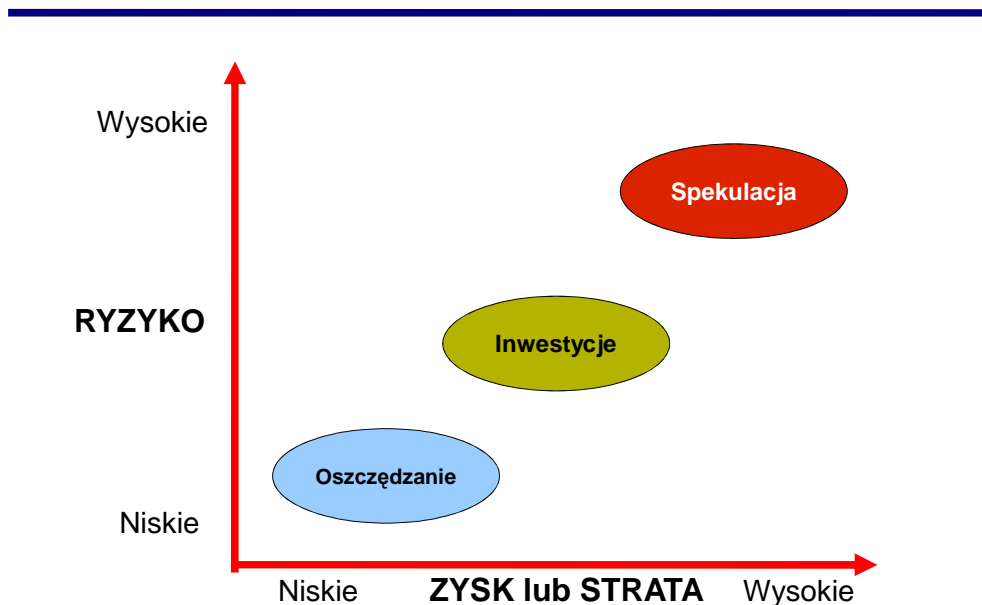 Wysokie
Spekulacja
RYZYKO
Inwestycje
Oszczędzanie
Niskie
Niskie ZYSK lub STRATA Wysokie